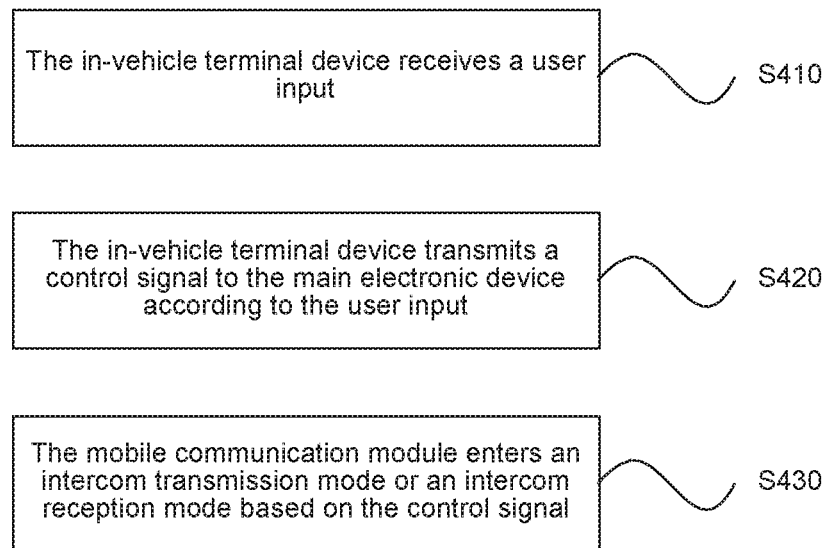 The in-vehicle terminal device receives a user
input
S410
The in-vehicle terminal device transmits a
control signal to the main electronic device
according to the user input
S420
The mobile communication module enters an
intercom transmission mode or an intercom
reception mode based on the control signal
S430